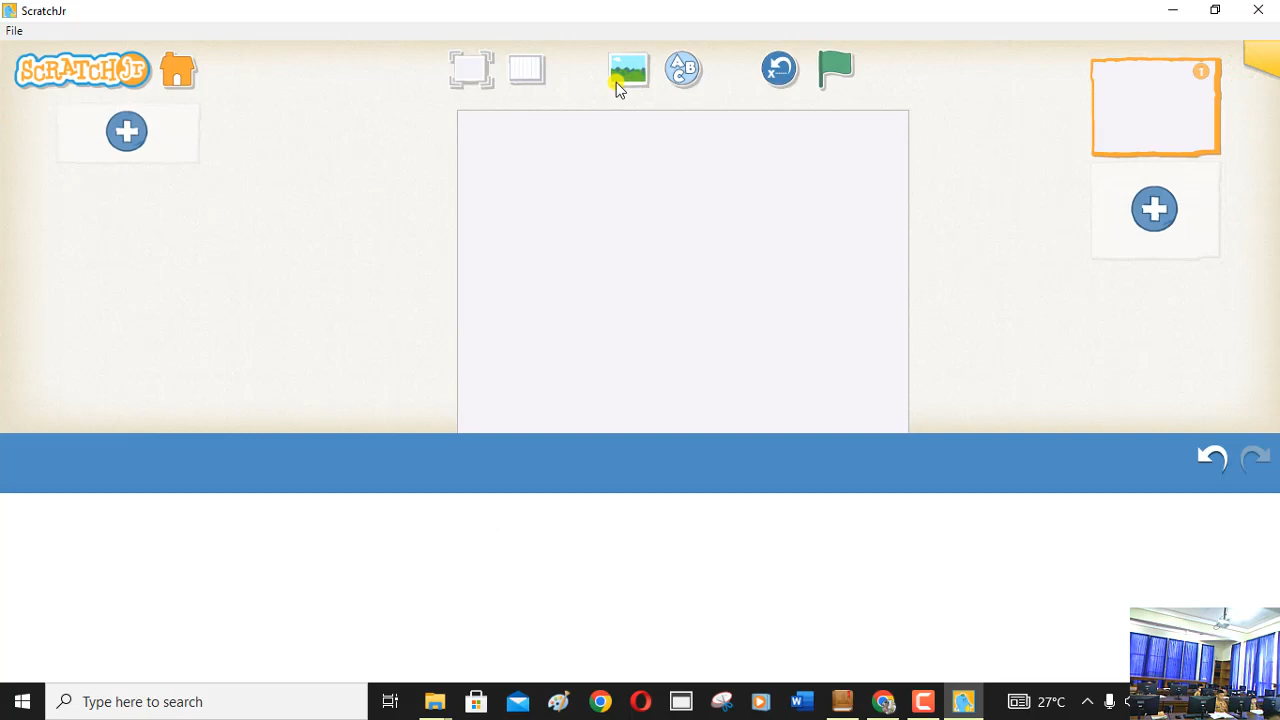 ScratchJr
File
SCRATCHJR
A B C
X
1
Type here to search
27°C